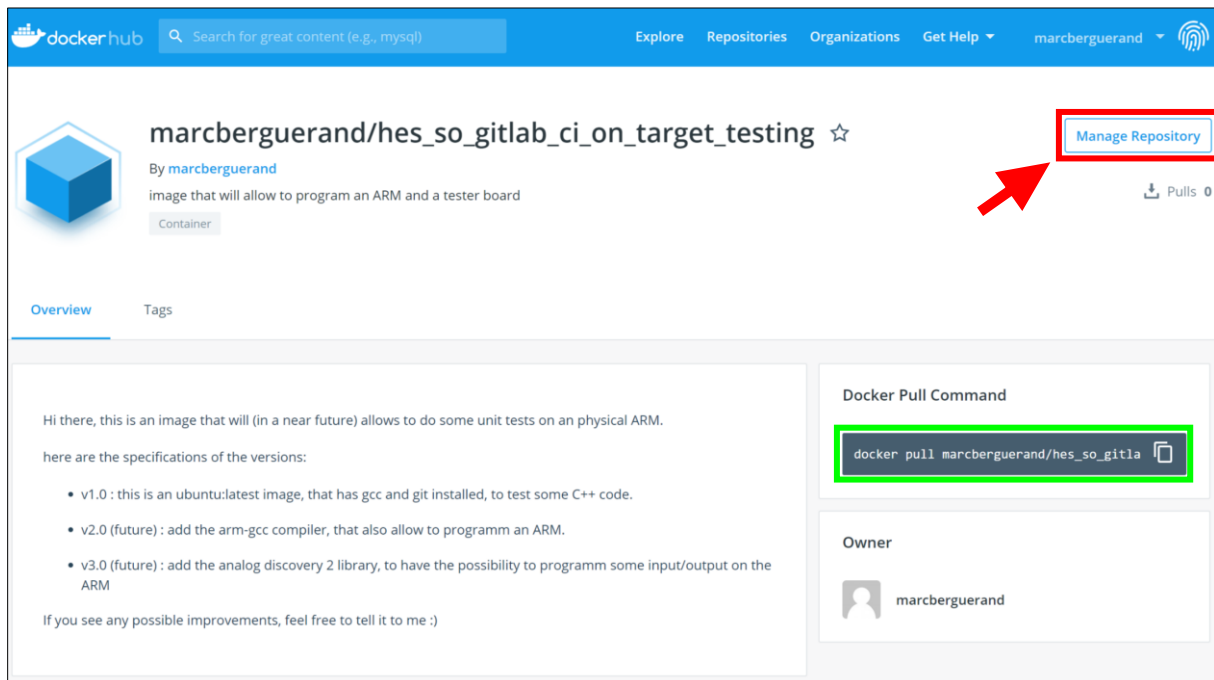 dockerhub Search for great content (e.g., mysql) Explore Repositories Organizations Get Help marcberguerand
marcberguerand/hes_so_gitlab_ci_on_target_testing
Manage Repository
By marcberguerand
image that will allow to program an ARM and a tester board
Pulls 0
Container
Overview Tags
Docker Pull Command
Hi there, this is an image that will (in a near future) allows to do some unit tests on an physical ARM.
docker pull marcberguerand/hes_so_gitla
here are the specifications of the versions:
• v1.0 : this is an ubuntu:latest image, that has gcc and git installed, to test some C++ code.
• v2.0 (future) : add the arm-gcc compiler, that also allow to programm an ARM.
• v3.0 (future) : add the analog discovery 2 library, to have the possibility to programm some input/output on the
ARM
If you see any possible improvements, feel free to tell it to me :)
Owner
marcberguerand